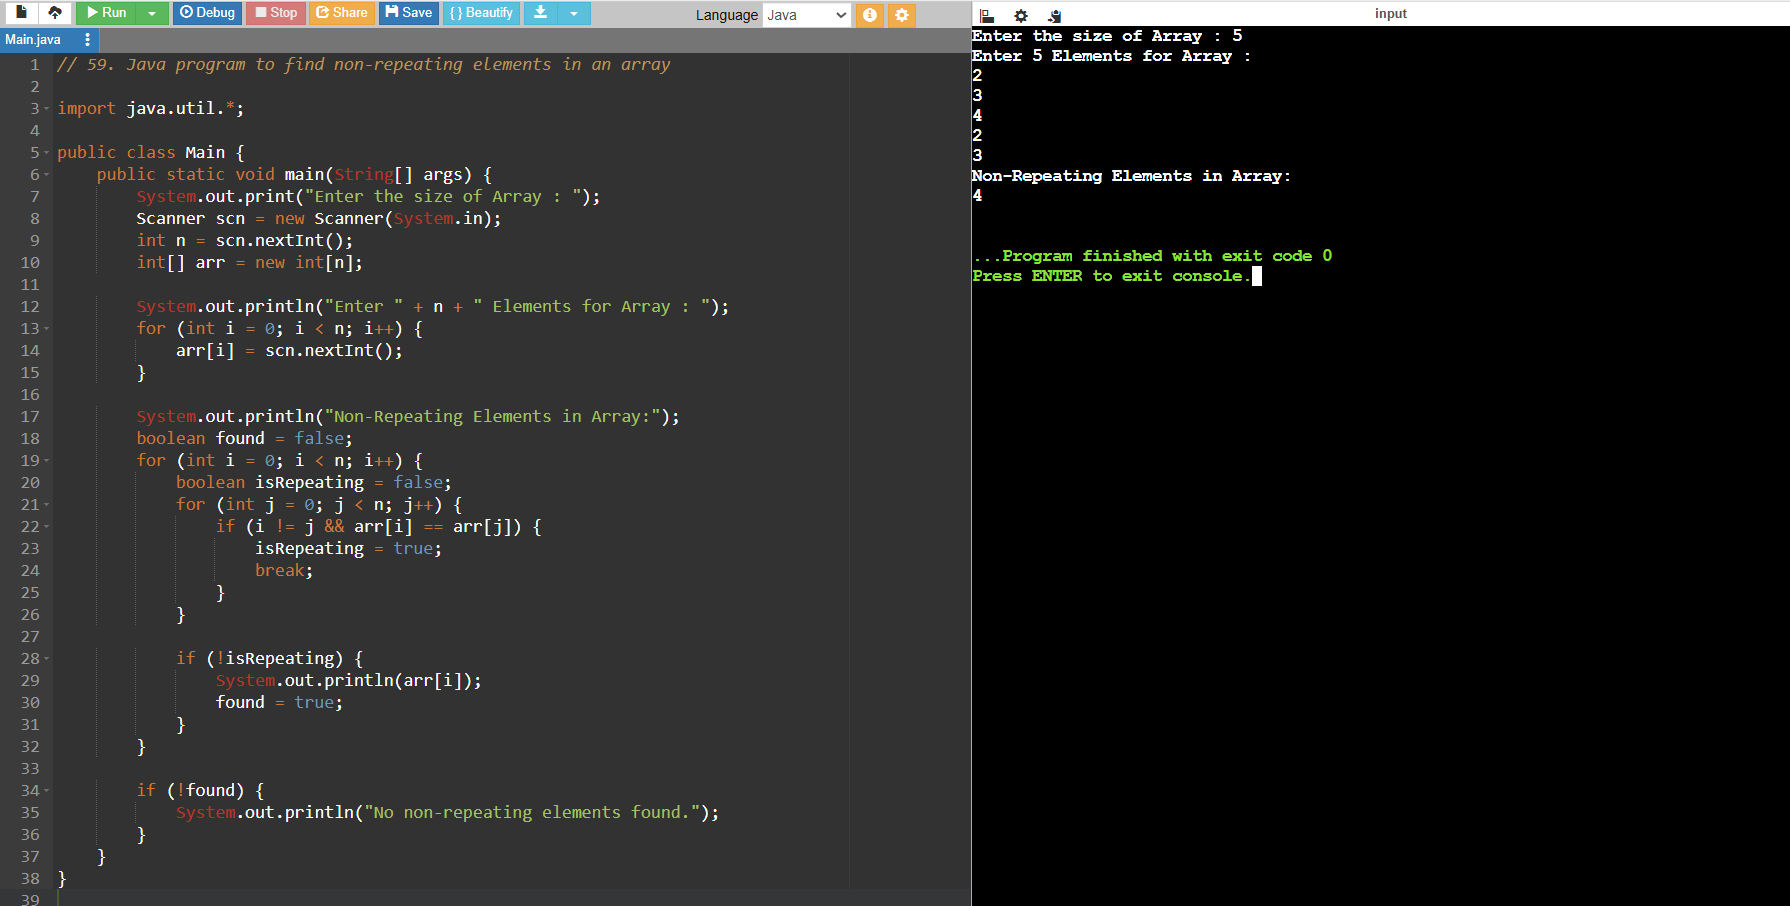 Run Debug Stop Share Save { } Beautify Language Java
Main.java
1 // 59. Java program to find non-repeating elements in an array
2
3 import java.util.*;
4
5 public class Main {
6     public static void main(String[] args) {
7         System.out.print("Enter the size of Array : ");
8         Scanner scn = new Scanner(System.in);
9         int n = scn.nextInt();
10         int[] arr = new int[n];
11
12         System.out.println("Enter " + n + " Elements for Array : ");
13         for (int i = 0; i < n; i++) {
14             arr[i] = scn.nextInt();
15         }
16
17         System.out.println("Non-Repeating Elements in Array:");
18         boolean found = false;
19         for (int i = 0; i < n; i++) {
20             boolean isRepeating = false;
21             for (int j = 0; j < n; j++) {
22                 if (i != j && arr[i] == arr[j]) {
23                     isRepeating = true;
24                     break;
25                 }
26             }
27
28             if (!isRepeating) {
29                 System.out.println(arr[i]);
30                 found = true;
31             }
32         }
33
34         if (!found) {
35             System.out.println("No non-repeating elements found.");
36         }
37     }
38 }
39
input
Enter the size of Array : 5
Enter 5 Elements for Array :
2
3
4
2
3
Non-Repeating Elements in Array:
4
...Program finished with exit code 0
Press ENTER to exit console.